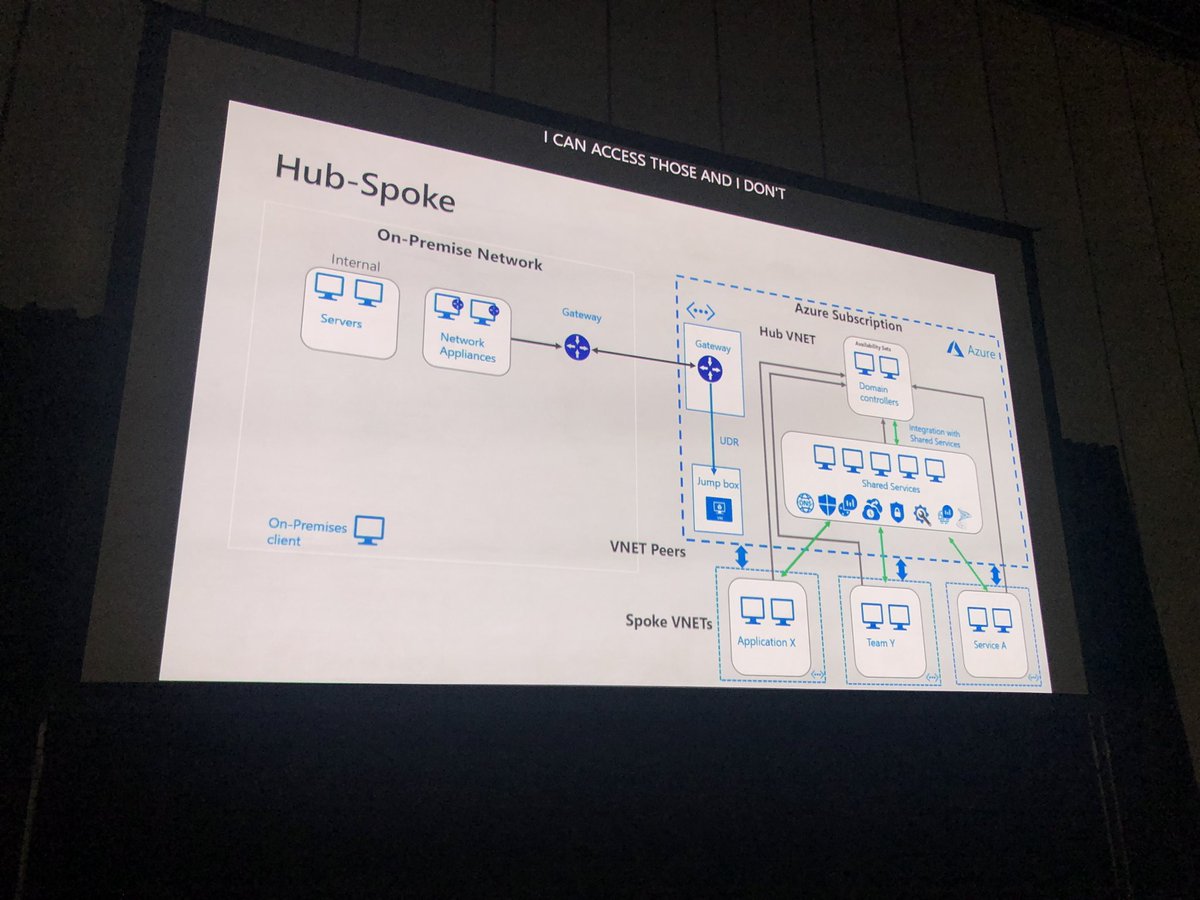 I CAN ACCESS THOSE AND I DON'T
Hub-Spoke
On-Premise Network
Internal
Servers
Network
Appliances
Gateway
On-Premises
client
Azure Subscription
Hub VNET
Azure
Gateway
UDR
Jump box
Availability Sets
Domain
controllers
Integration with
Shared Services
Shared Services
DNS
VNET Peers
Spoke VNETs
Application X
Team Y
Service A